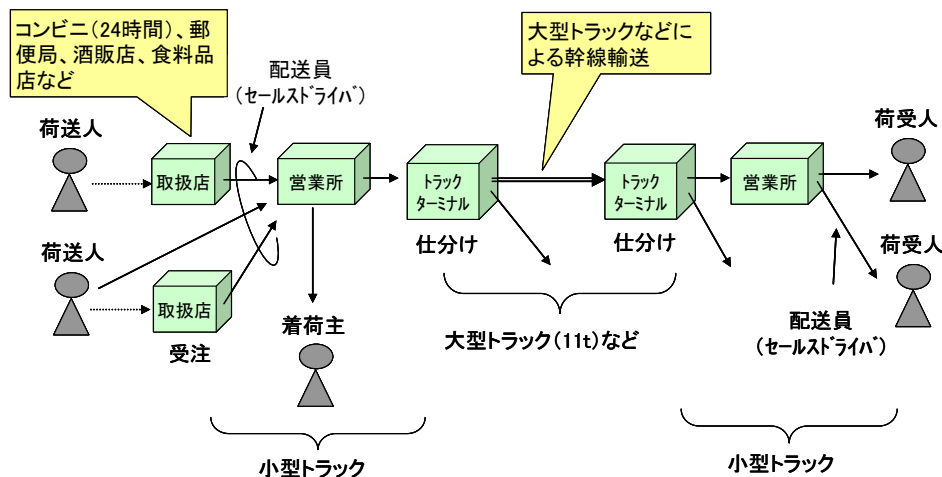 コンビニ(24時間)、郵
便局、酒販店、食料品
店など
大型トラックなどに
よる幹線輸送
配送員
(セールスドライバ)
荷送人
取扱店
営業所
トラック
ターミナル
仕分け
トラック
ターミナル
仕分け
営業所
荷受人
荷送人
取扱店
受注
着荷主
荷受人
大型トラック(11t)など
配送員
(セールスドライバ)
小型トラック
小型トラック